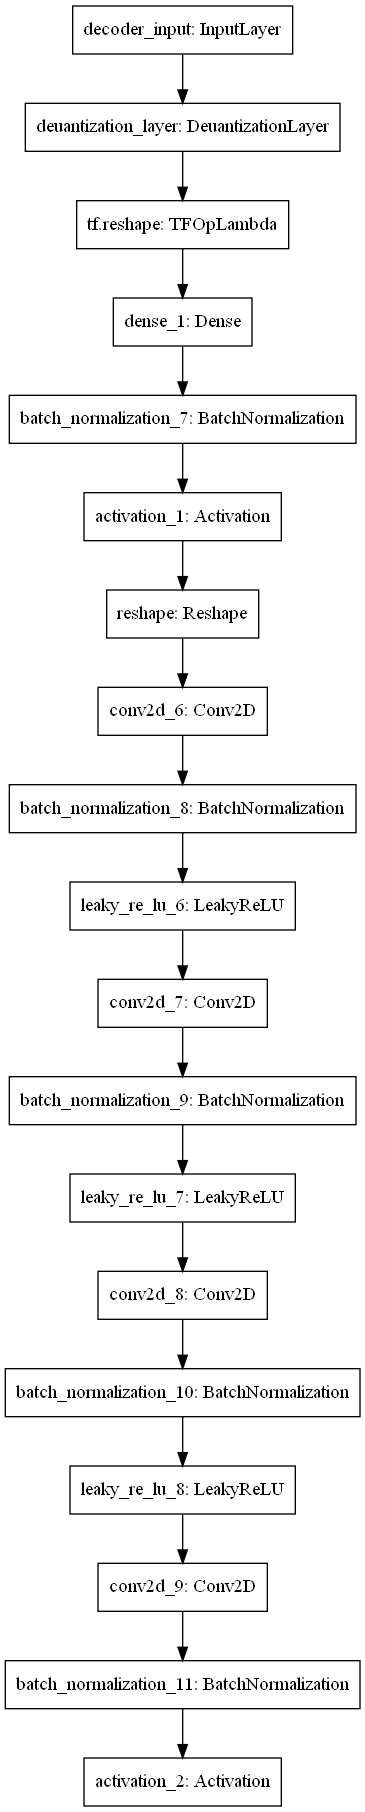 decoder_input: InputLayer
deuantization_layer: DeuantizationLayer
tf.reshape: TFOpLambda
dense_1: Dense
batch_normalization_7: BatchNormalization
activation_1: Activation
reshape: Reshape
conv2d_6: Conv2D
batch_normalization_8: BatchNormalization
leaky_re_lu_6: LeakyReLU
conv2d_7: Conv2D
batch_normalization_9: BatchNormalization
leaky_re_lu_7: LeakyReLU
conv2d_8: Conv2D
batch_normalization_10: BatchNormalization
leaky_re_lu_8: LeakyReLU
conv2d_9: Conv2D
batch_normalization_11: BatchNormalization
activation_2: Activation